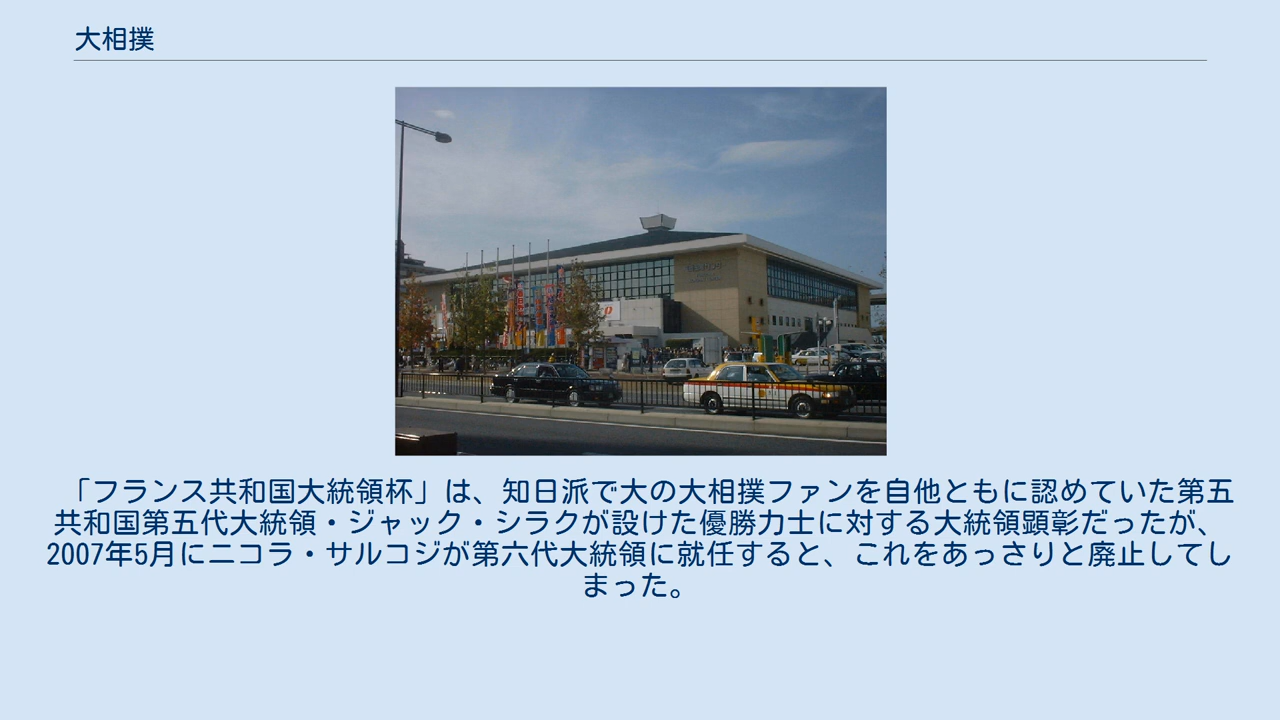 大相撲
「フランス共和国大統領杯」は、知日派で大の大相撲ファンを自他ともに認めていた第五
共和国第五代大統領・ジャック・シラクが設けた優勝力士に対する大統領顕彰だったが、
2007年5月にニコラ・サルコジが第六代大統領に就任すると、これをあっさりと廃止してし
まった。